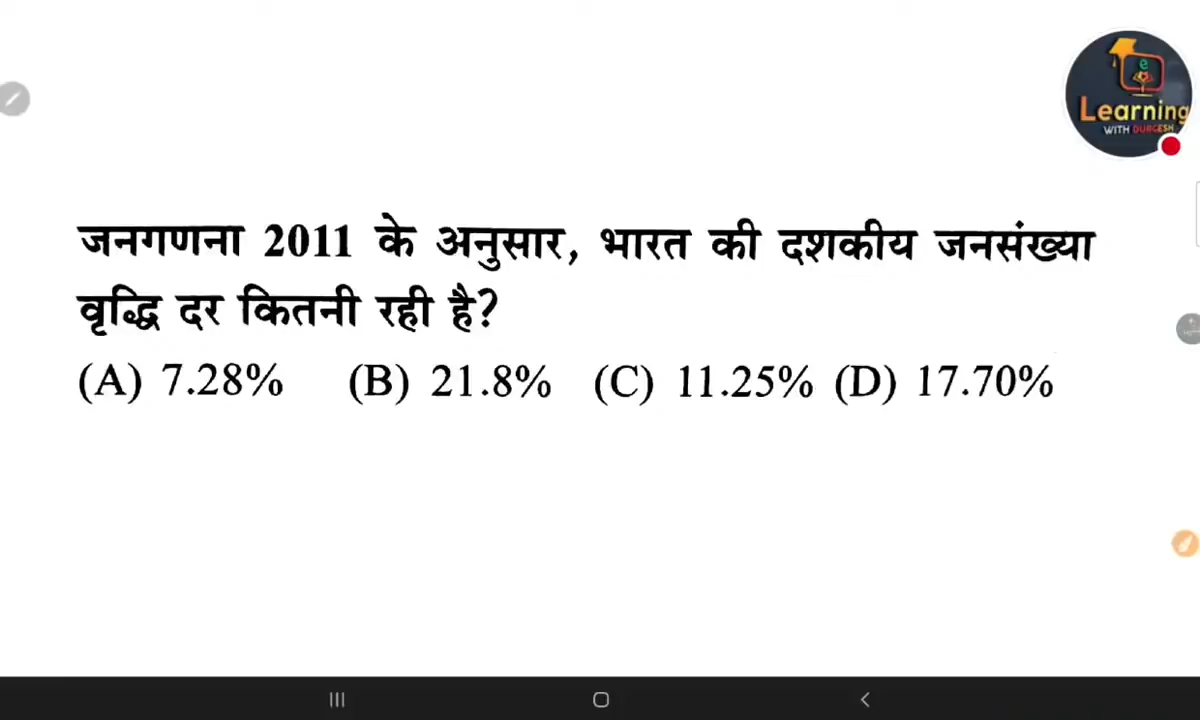 e
Learning
WITH DURGESH
जनगणना 2011 के अनुसार, भारत की दशकीय जनसंख्या
वृद्धि दर कितनी रही है?
(A) 7.28% (B) 21.8% (C) 11.25% (D) 17.70%